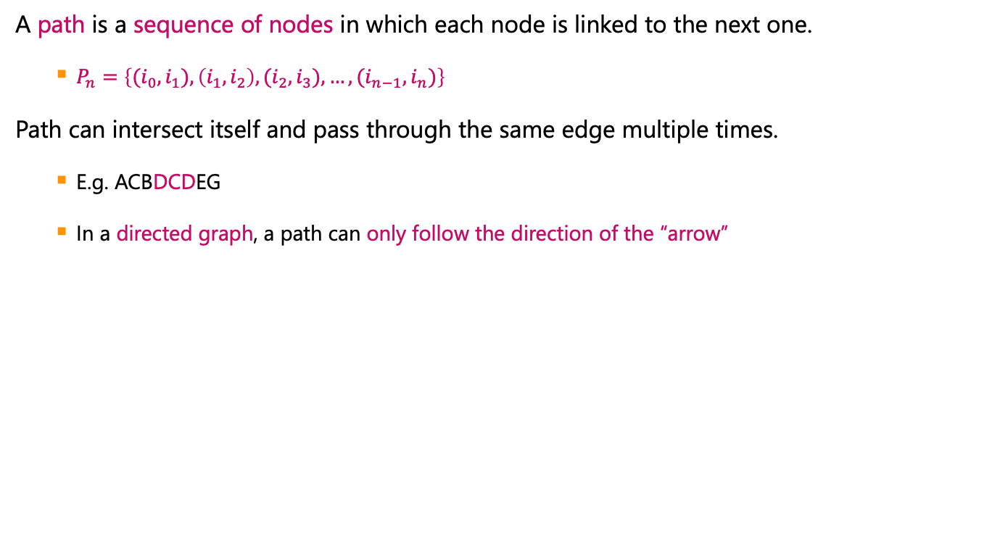 A path is a sequence of nodes in which each node is linked to the next one.
▪ Pₙ = {(i₀, i₁), (i₁, i₂), (i₂, i₃), … , (iₙ₋₁, iₙ)}
Path can intersect itself and pass through the same edge multiple times.
▪ E.g. ACBDCDEG
▪ In a directed graph, a path can only follow the direction of the “arrow”